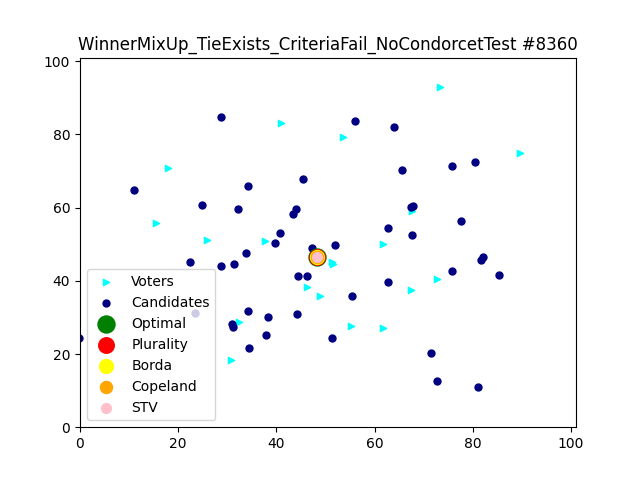 WinnerMixUp_TieExists_CriteriaFail_NoCondorcetTest #8360
100
80
60
40
20
0
Voters
Candidates
Optimal
Plurality
Borda
Copeland
STV
0 20 40 60 80 100